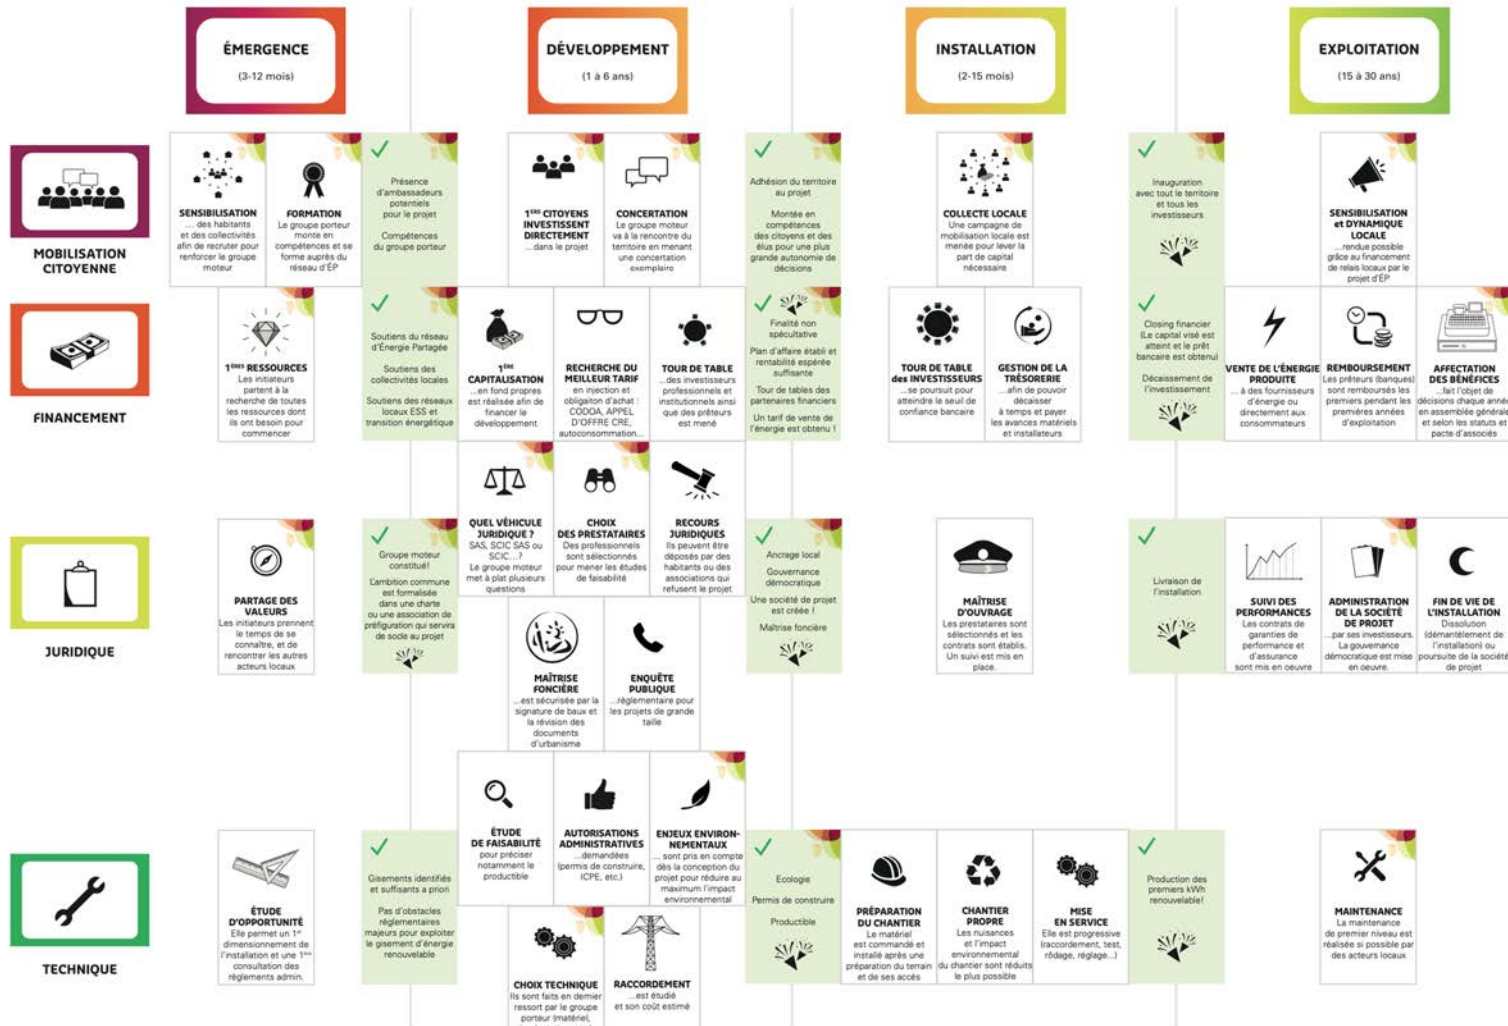 ÉMERGENCE
(3-12 mois)
DÉVELOPPEMENT
(1 à 6 ans)
INSTALLATION
(2-15 mois)
EXPLOITATION
(15 à 30 ans)
MOBILISATION
CITOYENNE
SENSIBILISATION
... des habitants
et des collectivités
afin de recruter pour
renforcer le groupe
moteur
FORMATION
Le groupe porteur
monte en
compétences et se
forme auprès du
réseau d'ÉP
Présence
d'ambassadeurs
potentiels
pour le projet
Compétences
du groupe porteur
1ERS CITOYENS
INVESTISSENT
DIRECTEMENT
...dans le projet
CONCERTATION
Le groupe moteur
va à la rencontre du
territoire en menant
une concertation
exemplaire
Adhésion du territoire
au projet
Montée en
compétences
des citoyens et des
élus pour une plus
grande autonomie de
décisions
COLLECTE LOCALE
Une campagne de
mobilisation locale est
menée pour lever la
part de capital
nécessaire
Inauguration
avec tout le territoire
et tous les
investisseurs
SENSIBILISATION
et DYNAMIQUE
LOCALE
...rendue possible
grâce au financement
de relais locaux par le
projet d'ÉP
FINANCEMENT
1ÈRES RESSOURCES
Les initiateurs
partent à la
recherche de toutes
les ressources dont
ils ont besoin pour
commencer
Soutiens du réseau
d'Énergie Partagée
Soutiens des
collectivités locales
Soutiens des réseaux
locaux ESS et
transition énergétique
1ÈRE
CAPITALISATION
...en fond propres
est réalisée afin de
financer le
développement
RECHERCHE DU
MEILLEUR TARIF
en injection et
obligaiton d'achat :
CODOA, APPEL
D'OFFRE CRE,
autoconsommation...
TOUR DE TABLE
...des investisseurs
professionnels et
institutionnels ainsi
que des prêteurs
est mené
Finalité non
spéculative
Plan d'affaire établi et
rentabilité espérée
suffisante
Tour de tables des
partenaires financiers
Un tarif de vente de
l'énergie est obtenu !
TOUR DE TABLE
des INVESTISSEURS
...se poursuit pour
atteindre le seuil de
confiance bancaire
GESTION DE LA
TRÉSORERIE
...afin de pouvoir
décaisser
à temps et payer
les avances matériels
et installateurs
Closing financier
(Le capital visé est
atteint et le prêt
bancaire est obtenu)
Décaissement de
l'investissement
VENTE DE L'ÉNERGIE
PRODUITE
... à des fournisseurs
d'énergie ou
directement aux
consommateurs
REMBOURSEMENT
Les prêteurs (banques)
sont remboursés les
premiers pendant les
premières années
d'exploitation
AFFECTATION
DES BÉNÉFICES
...fait l'objet de
décisions chaque année
en assemblée générale
et selon les statuts et
pacte d'associés
JURIDIQUE
PARTAGE DES
VALEURS
Les initiateurs prennent
le temps de se
connaître, et de
rencontrer les autres
acteurs locaux
Groupe moteur
constitué!
L'ambition commune
est formalisée
dans une charte
ou une association de
préfiguration qui servira
de socle au projet
QUEL VÉHICULE
JURIDIQUE ?
SAS, SCIC SAS ou
SCIC...?
Le groupe moteur
met à plat plusieurs
questions
CHOIX
DES PRESTATAIRES
Des professionnels
sont sélectionnés
pour mener les études
de faisabilité
RECOURS
JURIDIQUES
Ils peuvent être
déposés par des
habitants ou des
associations qui
refusent le projet
MAÎTRISE
FONCIÈRE
...est sécurisée par la
signature de baux et
la révision des
documents
d'urbanisme
ENQUÊTE
PUBLIQUE
...règlementaire pour
les projets de grande
taille
Ancrage local
Gouvernance
démocratique
Une société de projet
est créée !
Maîtrise foncière
MAÎTRISE
D'OUVRAGE
Les prestataires sont
sélectionnés et les
contrats sont établis.
Un suivi est mis en
place.
Livraison de
l'installation
SUIVI DES
PERFORMANCES
Les contrats de
garanties de
performance et
d'assurance
sont mis en oeuvre
ADMINISTRATION
DE LA SOCIÉTÉ
DE PROJET
...par ses investisseurs.
La gouvernance
démocratique est mise
en oeuvre.
FIN DE VIE DE
L'INSTALLATION
Dissolution
(démantèlement de
l'installation) ou
poursuite de la société
de projet
TECHNIQUE
ÉTUDE
D'OPPORTUNITÉ
Elle permet un 1er
dimensionnement de
l'installation et une 1ère
consultation des
règlements admin.
Gisements identifiés
et suffisants a priori
Pas d'obstacles
réglementaires
majeurs pour exploiter
le gisement d'énergie
renouvelable
ÉTUDE
DE FAISABILITÉ
pour préciser
notamment le
productible
AUTORISATIONS
ADMINISTRATIVES
...demandées
(permis de construire,
ICPE, etc.)
ENJEUX ENVIRON-
NEMENTAUX
... sont pris en compte
dès la conception du
projet pour réduire au
maximum l'impact
environnemental
CHOIX TECHNIQUE
Ils sont faits en dernier
ressort par le groupe
porteur (matériel,
RACCORDEMENT
...est étudié
et son coût estimé
Ecologie
Permis de construire
Productible
PRÉPARATION
DU CHANTIER
Le matériel
est commandé et
installé après une
préparation du terrain
et de ses accès
CHANTIER
PROPRE
Les nuisances
et l'impact
environnemental
du chantier sont réduits
le plus possible
MISE
EN SERVICE
Elle est progressive
(raccordement, test,
rôdage, réglage...)
Production des
premiers kWh
renouvelable!
MAINTENANCE
La maintenance
de premier niveau est
réalisée si possible par
des acteurs locaux